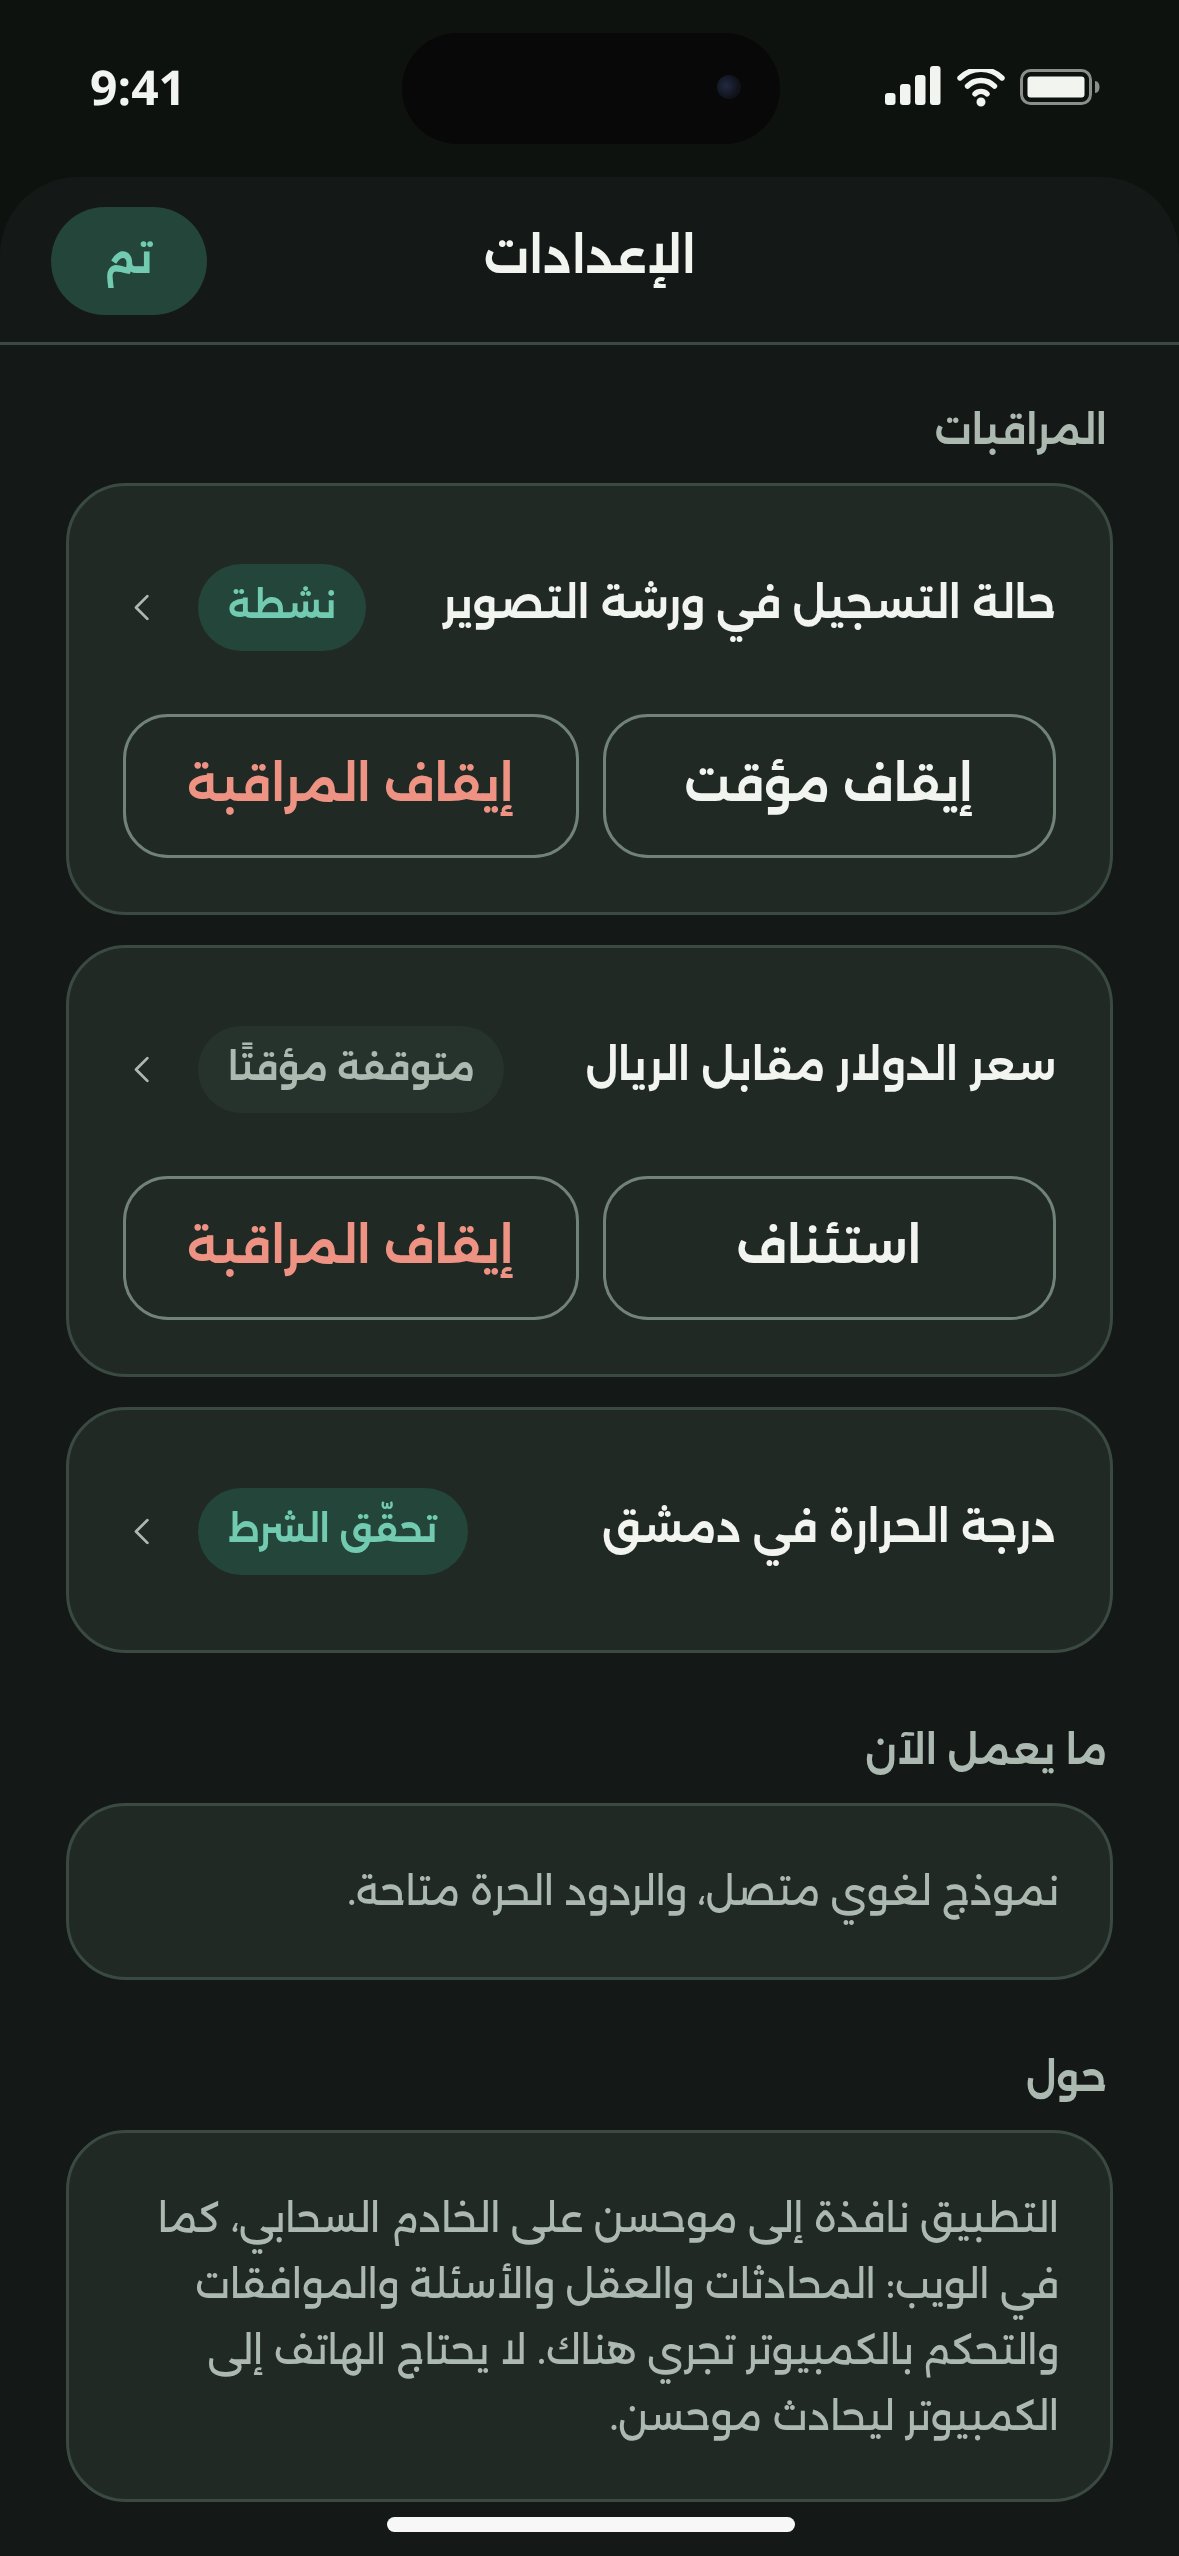 9:41
الإعدادات
تم
المراقبات
حالة التسجيل في ورشة التصوير
نشطة
إيقاف مؤقت
إيقاف المراقبة
سعر الدولار مقابل الريال
متوقفة مؤقتًا
استئناف
إيقاف المراقبة
درجة الحرارة في دمشق
تحقّق الشرط
ما يعمل الآن
نموذج لغوي متصل، والردود الحرة متاحة.
حول
التطبيق نافذة إلى موحسن على الخادم السحابي، كما
في الويب: المحادثات والعقل والأسئلة والموافقات
والتحكم بالكمبيوتر تجري هناك. لا يحتاج الهاتف إلى
الكمبيوتر ليحادث موحسن.